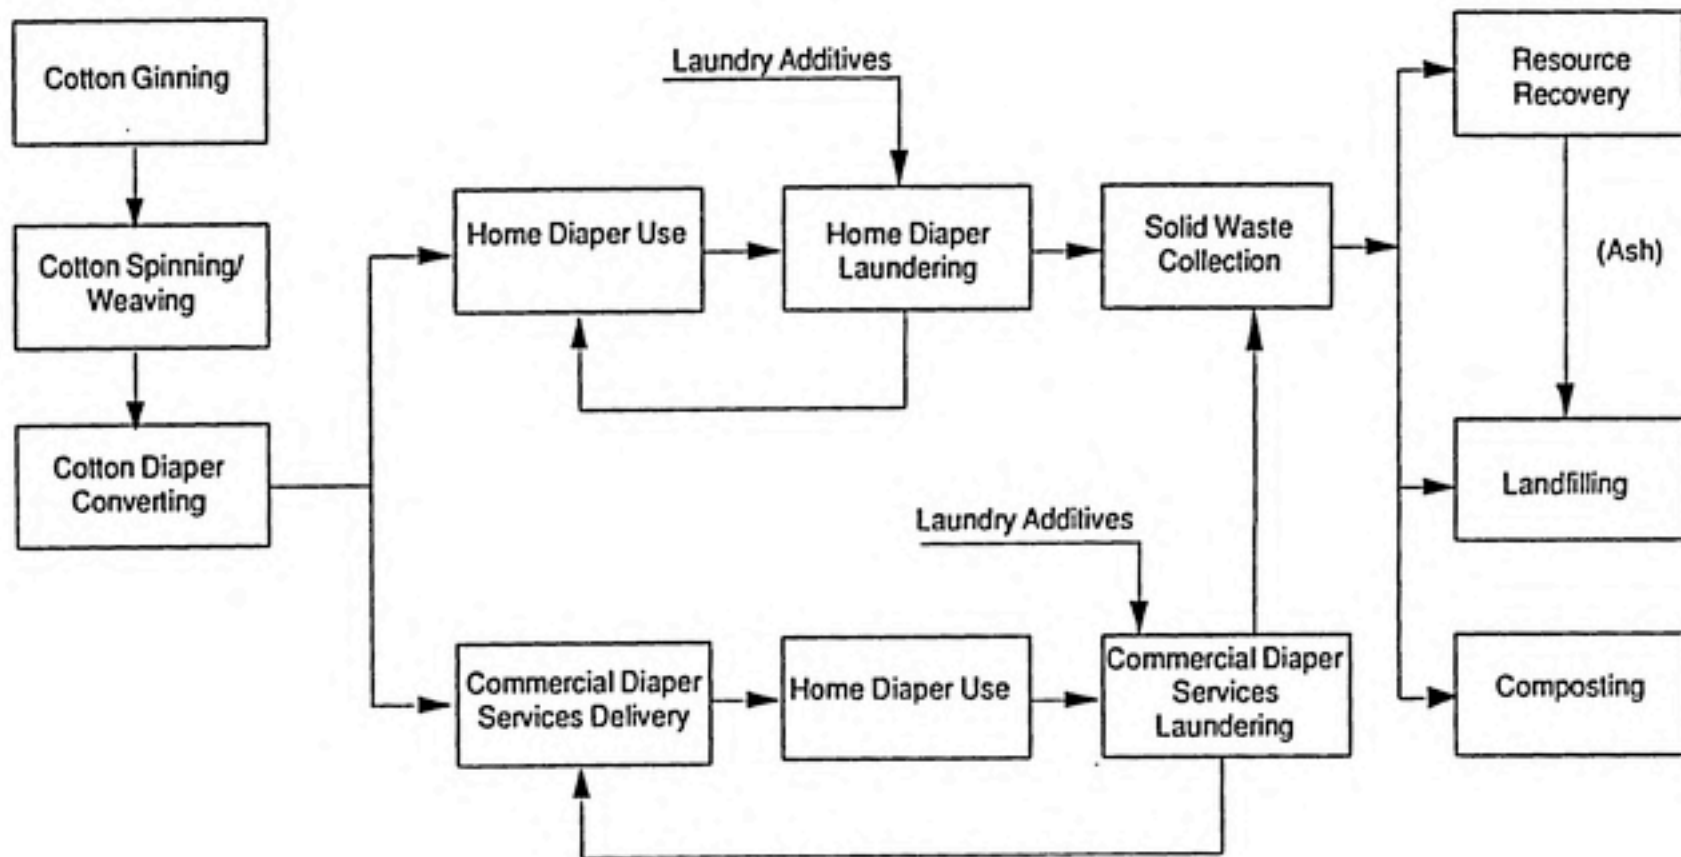 Cotton Ginning
Cotton Spinning/
Weaving
Cotton Diaper
Converting
Laundry Additives
Home Diaper Use
Home Diaper
Laundering
Solid Waste
Collection
Laundry Additives
Commercial Diaper
Services Delivery
Home Diaper Use
Commercial Diaper
Services
Laundering
Resource
Recovery
(Ash)
Landfilling
Composting